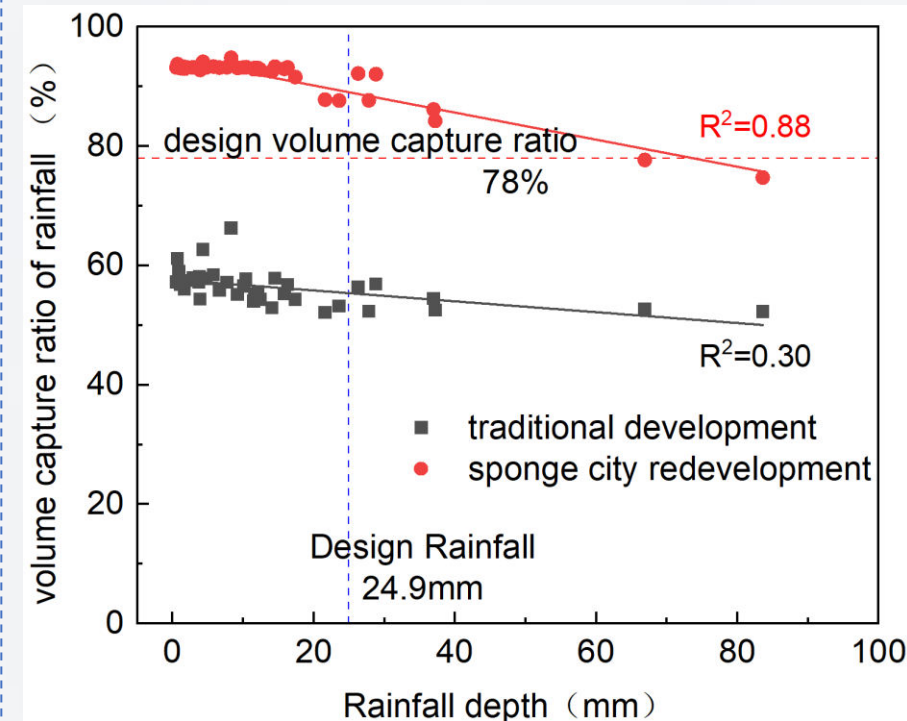 volume capture ratio of rainfall （%）
100
80
60
40
20
0
design volume capture ratio
78%
R²=0.88
R²=0.30
traditional development
sponge city redevelopment
Design Rainfall
24.9mm
0 20 40 60 80 100
Rainfall depth（mm）